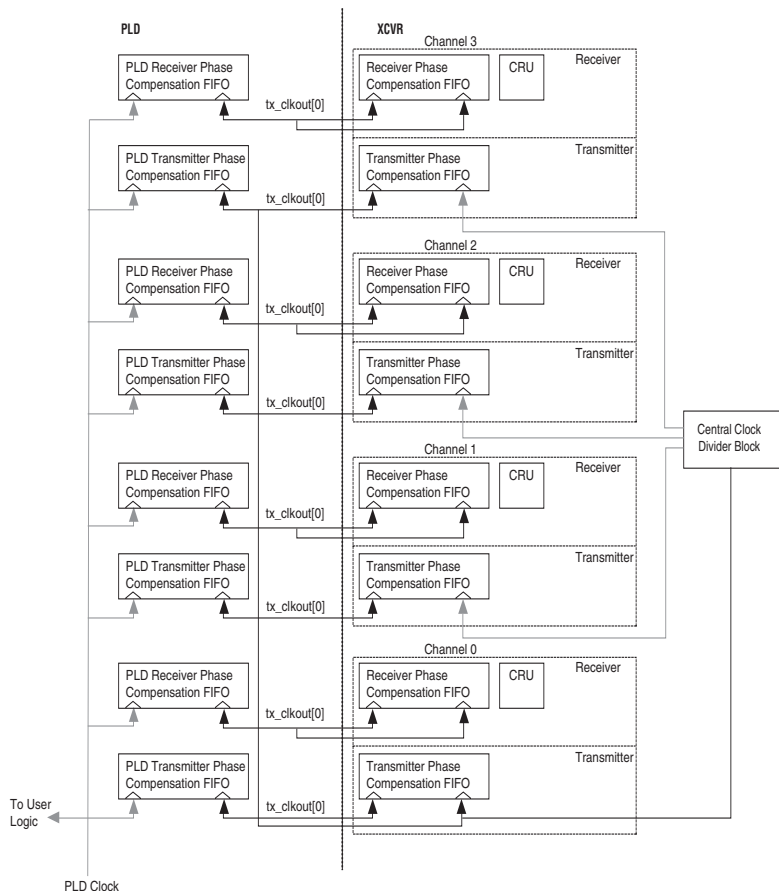 PLD
XCVR
Channel 3
PLD Receiver Phase
Compensation FIFO
tx_clkout[0]
Receiver Phase
Compensation FIFO
CRU
Receiver
PLD Transmitter Phase
Compensation FIFO
tx_clkout[0]
Transmitter Phase
Compensation FIFO
Transmitter
Channel 2
PLD Receiver Phase
Compensation FIFO
tx_clkout[0]
Receiver Phase
Compensation FIFO
CRU
Receiver
PLD Transmitter Phase
Compensation FIFO
tx_clkout[0]
Transmitter Phase
Compensation FIFO
Transmitter
Central Clock
Divider Block
Channel 1
PLD Receiver Phase
Compensation FIFO
tx_clkout[0]
Receiver Phase
Compensation FIFO
CRU
Receiver
PLD Transmitter Phase
Compensation FIFO
tx_clkout[0]
Transmitter Phase
Compensation FIFO
Transmitter
Channel 0
PLD Receiver Phase
Compensation FIFO
tx_clkout[0]
Receiver Phase
Compensation FIFO
CRU
Receiver
PLD Transmitter Phase
Compensation FIFO
tx_clkout[0]
Transmitter Phase
Compensation FIFO
Transmitter
To User
Logic
PLD Clock